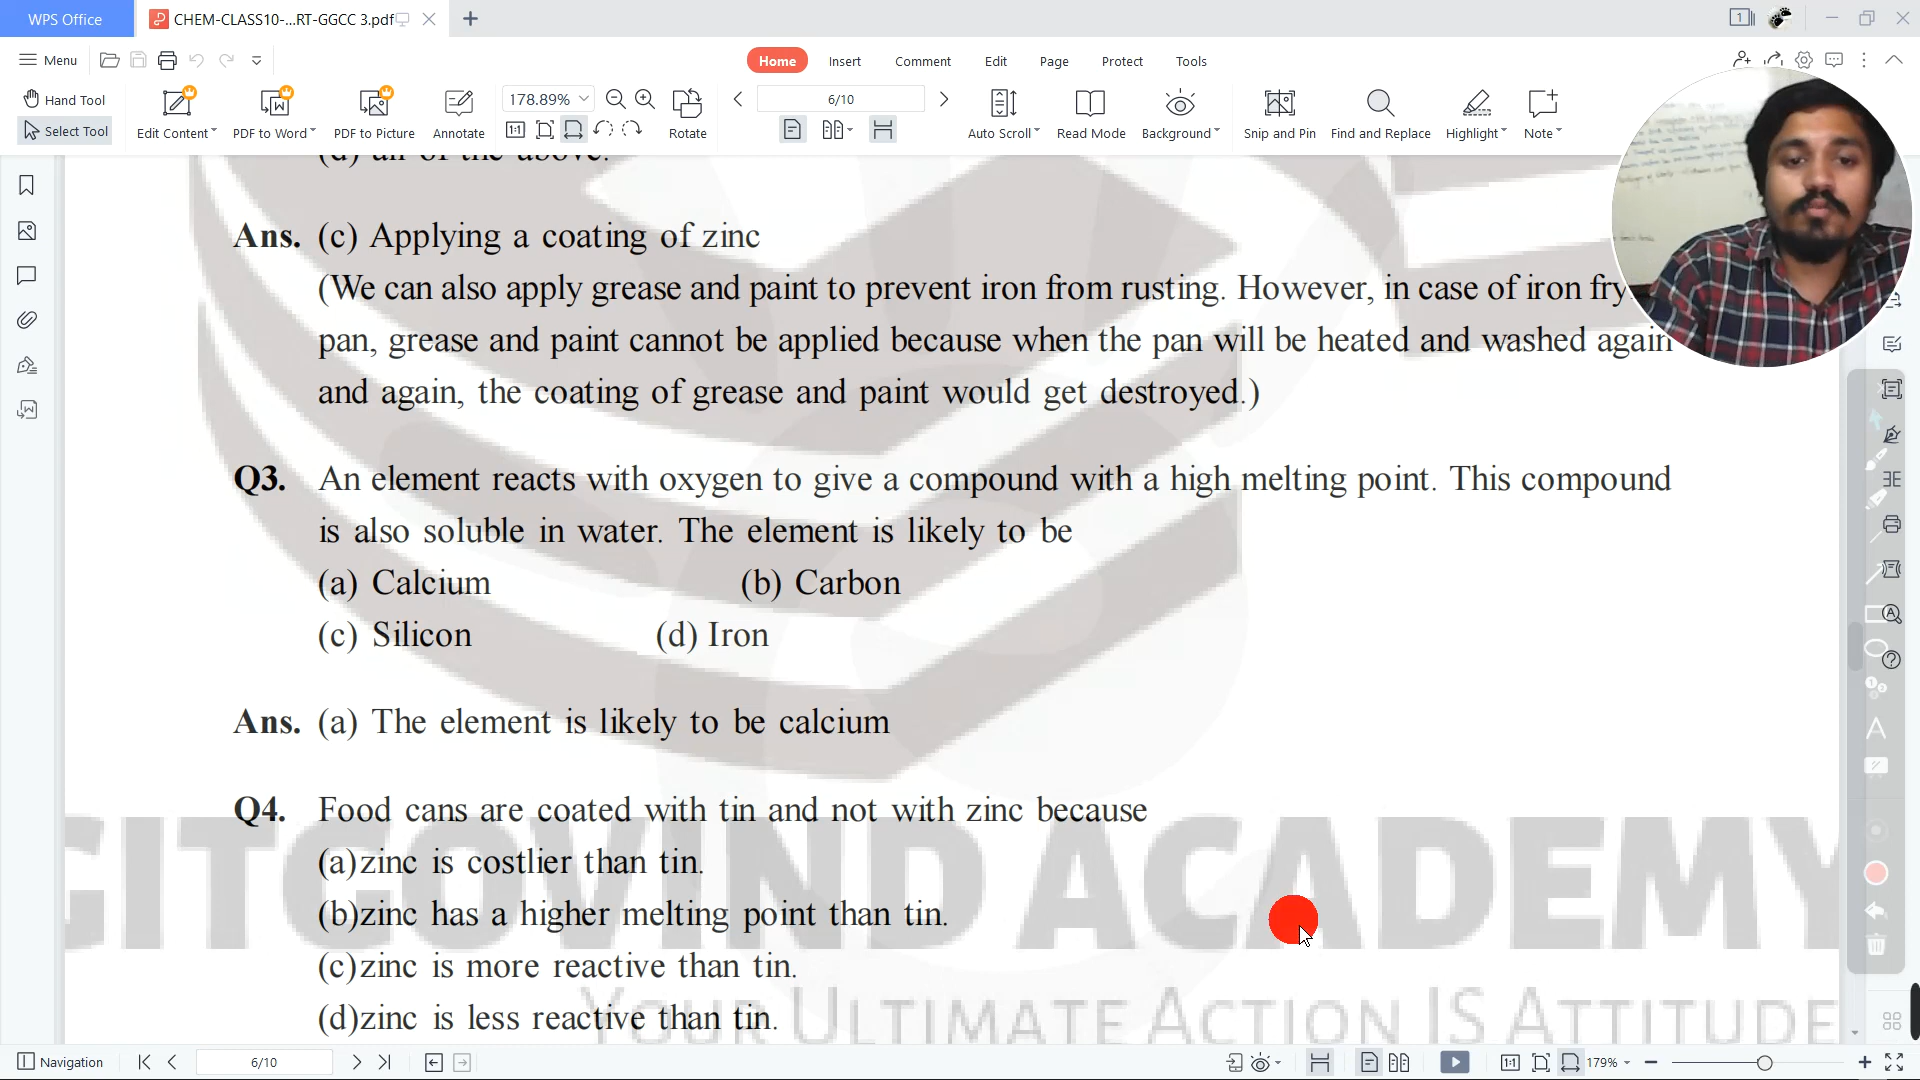 WPS Office
CHEM-CLASS10-...RT-GGCC 3.pdf
Menu
Home
Insert
Comment
Edit
Page
Protect
Tools
Hand Tool
Select Tool
Edit Content
PDF to Word
PDF to Picture
Annotate
178.89%
Rotate
6/10
Auto Scroll
Read Mode
Background
Snip and Pin
Find and Replace
Highlight
Note
(d) all of the above.
Ans. (c) Applying a coating of zinc
(We can also apply grease and paint to prevent iron from rusting. However, in case of iron fry
pan, grease and paint cannot be applied because when the pan will be heated and washed again
and again, the coating of grease and paint would get destroyed.)
Q3. An element reacts with oxygen to give a compound with a high melting point. This compound
is also soluble in water. The element is likely to be
(a) Calcium (b) Carbon
(c) Silicon (d) Iron
Ans. (a) The element is likely to be calcium
Q4. Food cans are coated with tin and not with zinc because
(a)zinc is costlier than tin.
(b)zinc has a higher melting point than tin.
(c)zinc is more reactive than tin.
(d)zinc is less reactive than tin.
GITGOVIND ACADEMY
YOUR ULTIMATE ACTION IS ATTITUDE
Navigation
6/10
179%